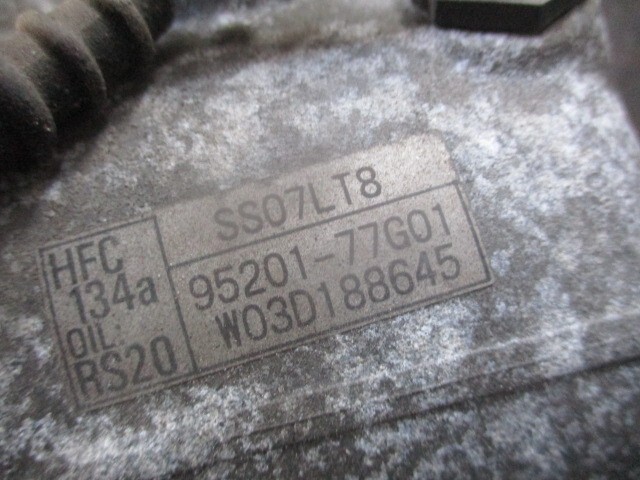 HFC
134a
OIL:
RS20
SS07LT8
95201-77G01
W03D188645